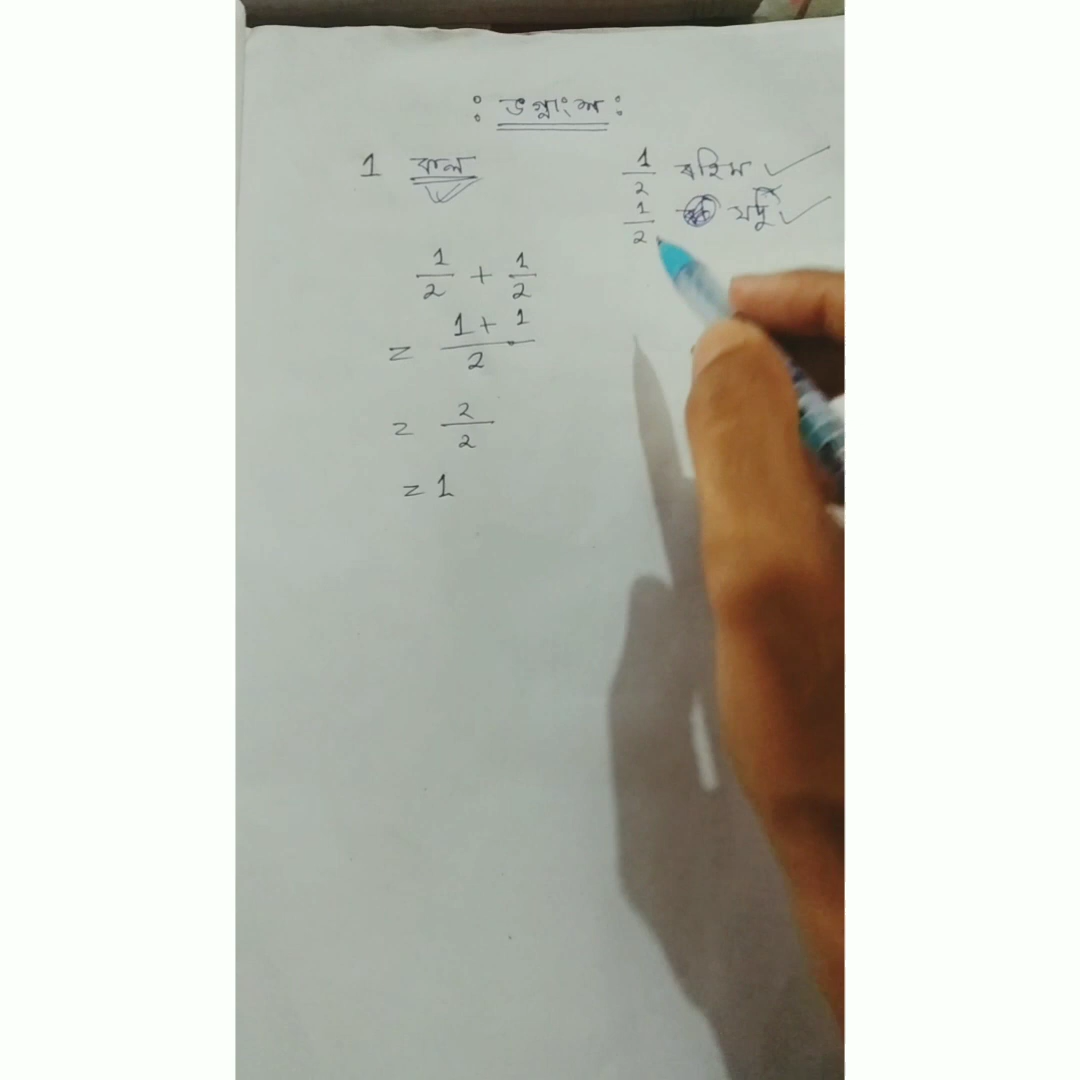 : ভগ্নাংশ :
1 কল
1/2 ৰহিম ✓
1/2 যদু ✓
1/2 + 1/2
= 1 + 1/2
= 2/2
= 1